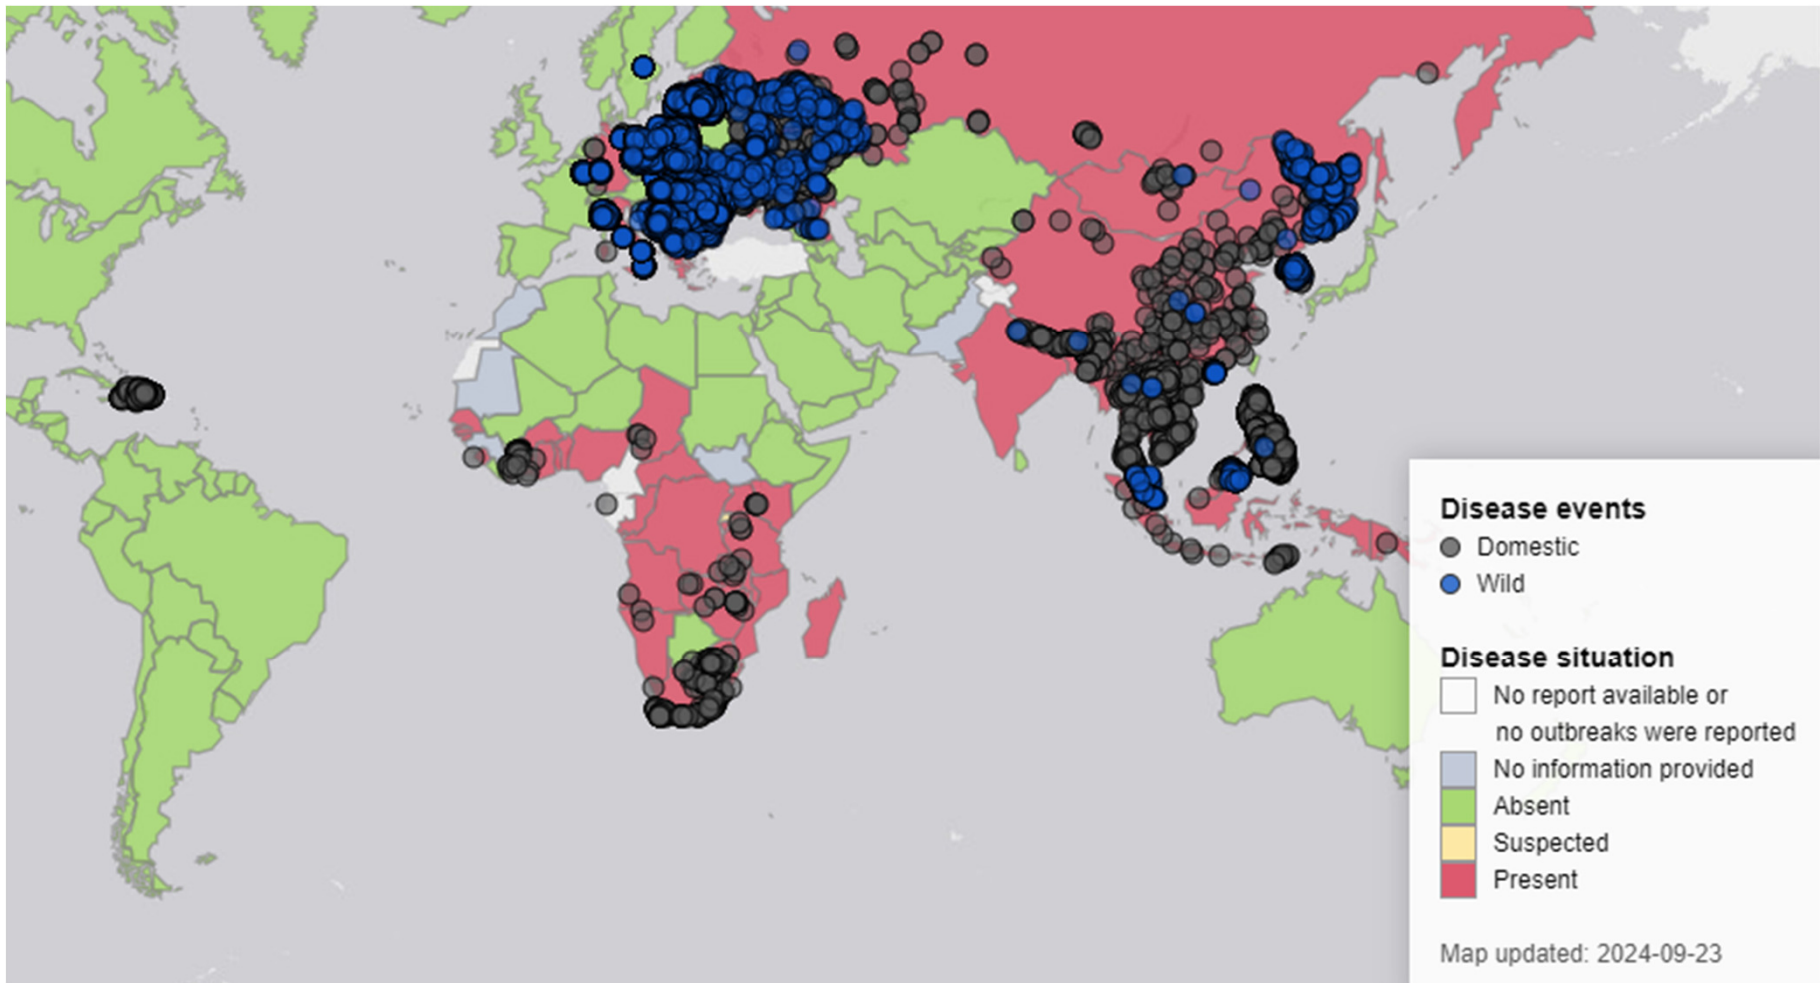 Disease events
Domestic
Wild
Disease situation
No report available or
no outbreaks were reported
No information provided
Absent
Suspected
Present
Map updated: 2024-09-23